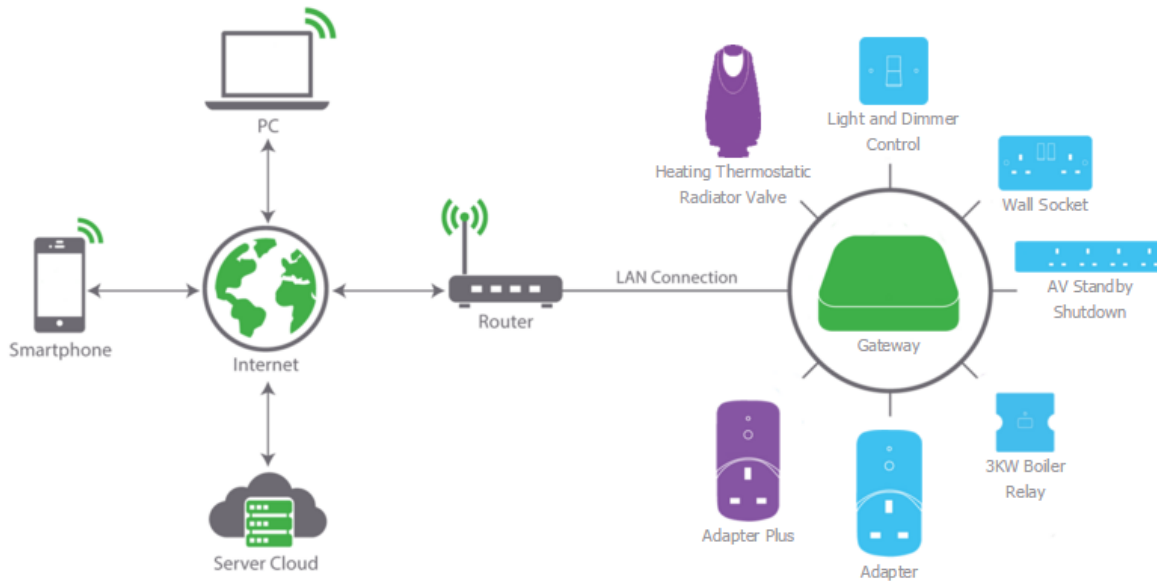 PC
Smartphone
Internet
Server Cloud
Router
LAN Connection
Heating Thermostatic
Radiator Valve
Light and Dimmer
Control
Wall Socket
AV Standby
Shutdown
Gateway
3KW Boiler
Relay
Adapter Plus
Adapter